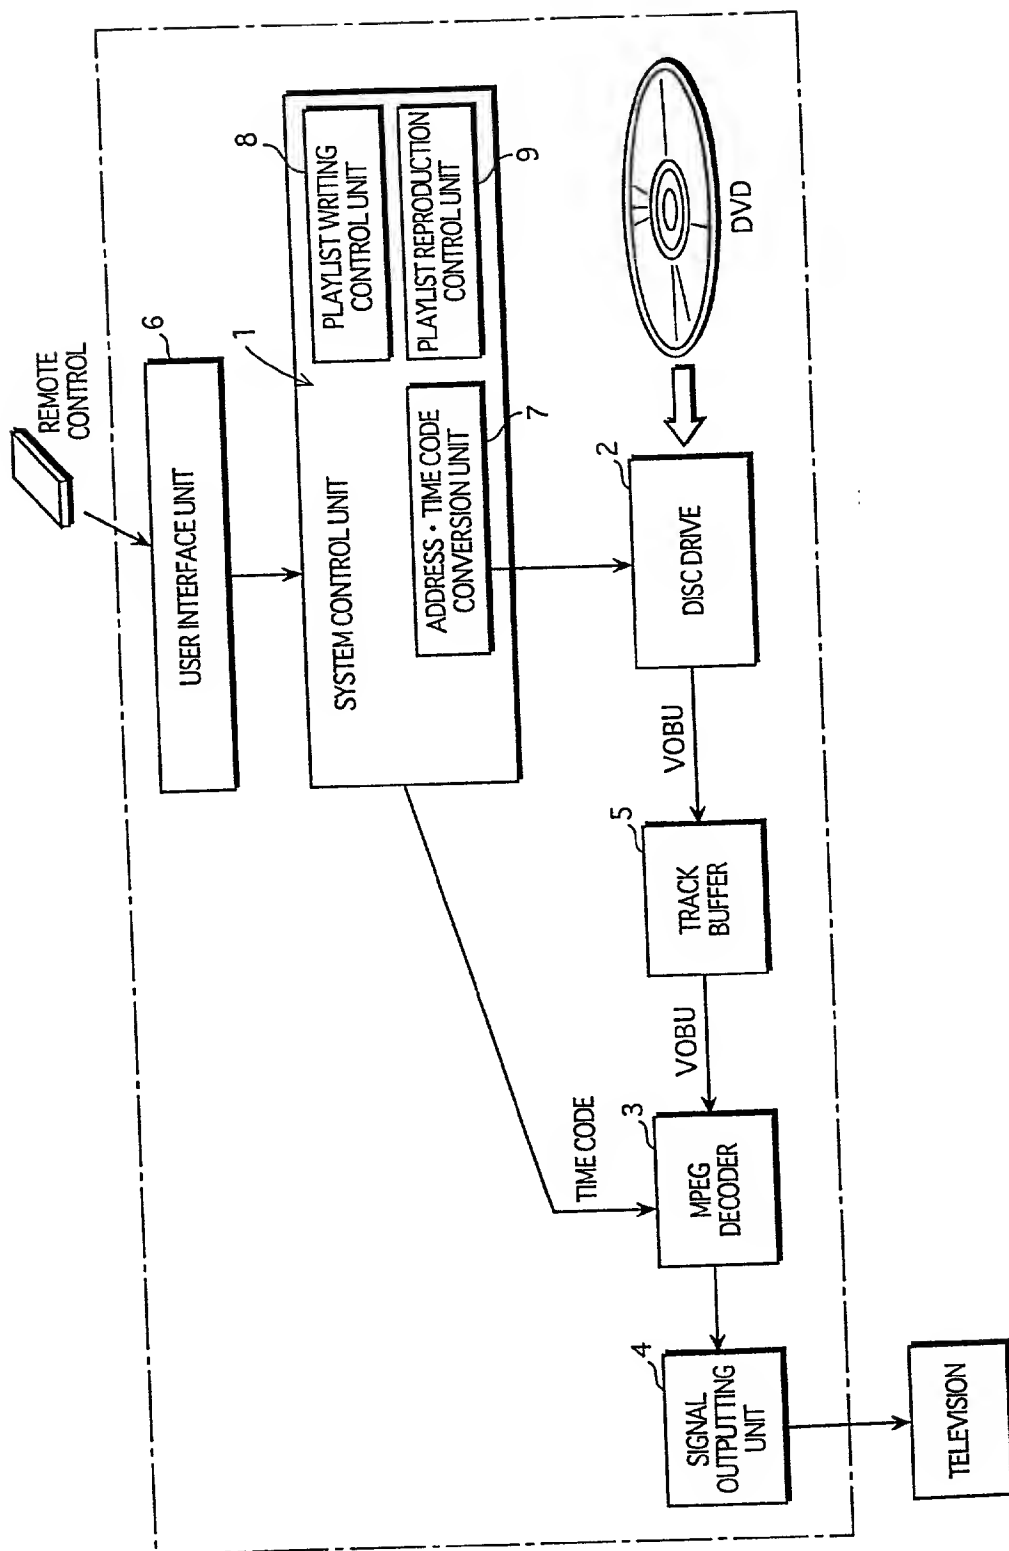 REMOTE
CONTROL
6
USER INTERFACE UNIT
1
SYSTEM CONTROL UNIT
8
PLAYLIST WRITING
CONTROL UNIT
PLAYLIST REPRODUCTION
CONTROL UNIT
9
ADDRESS • TIME CODE
CONVERSION UNIT
7
TIME CODE
4
SIGNAL
OUTPUTTING
UNIT
3
MPEG
DECODER
VOBU
5
TRACK
BUFFER
VOBU
2
DISC DRIVE
DVD
TELEVISION